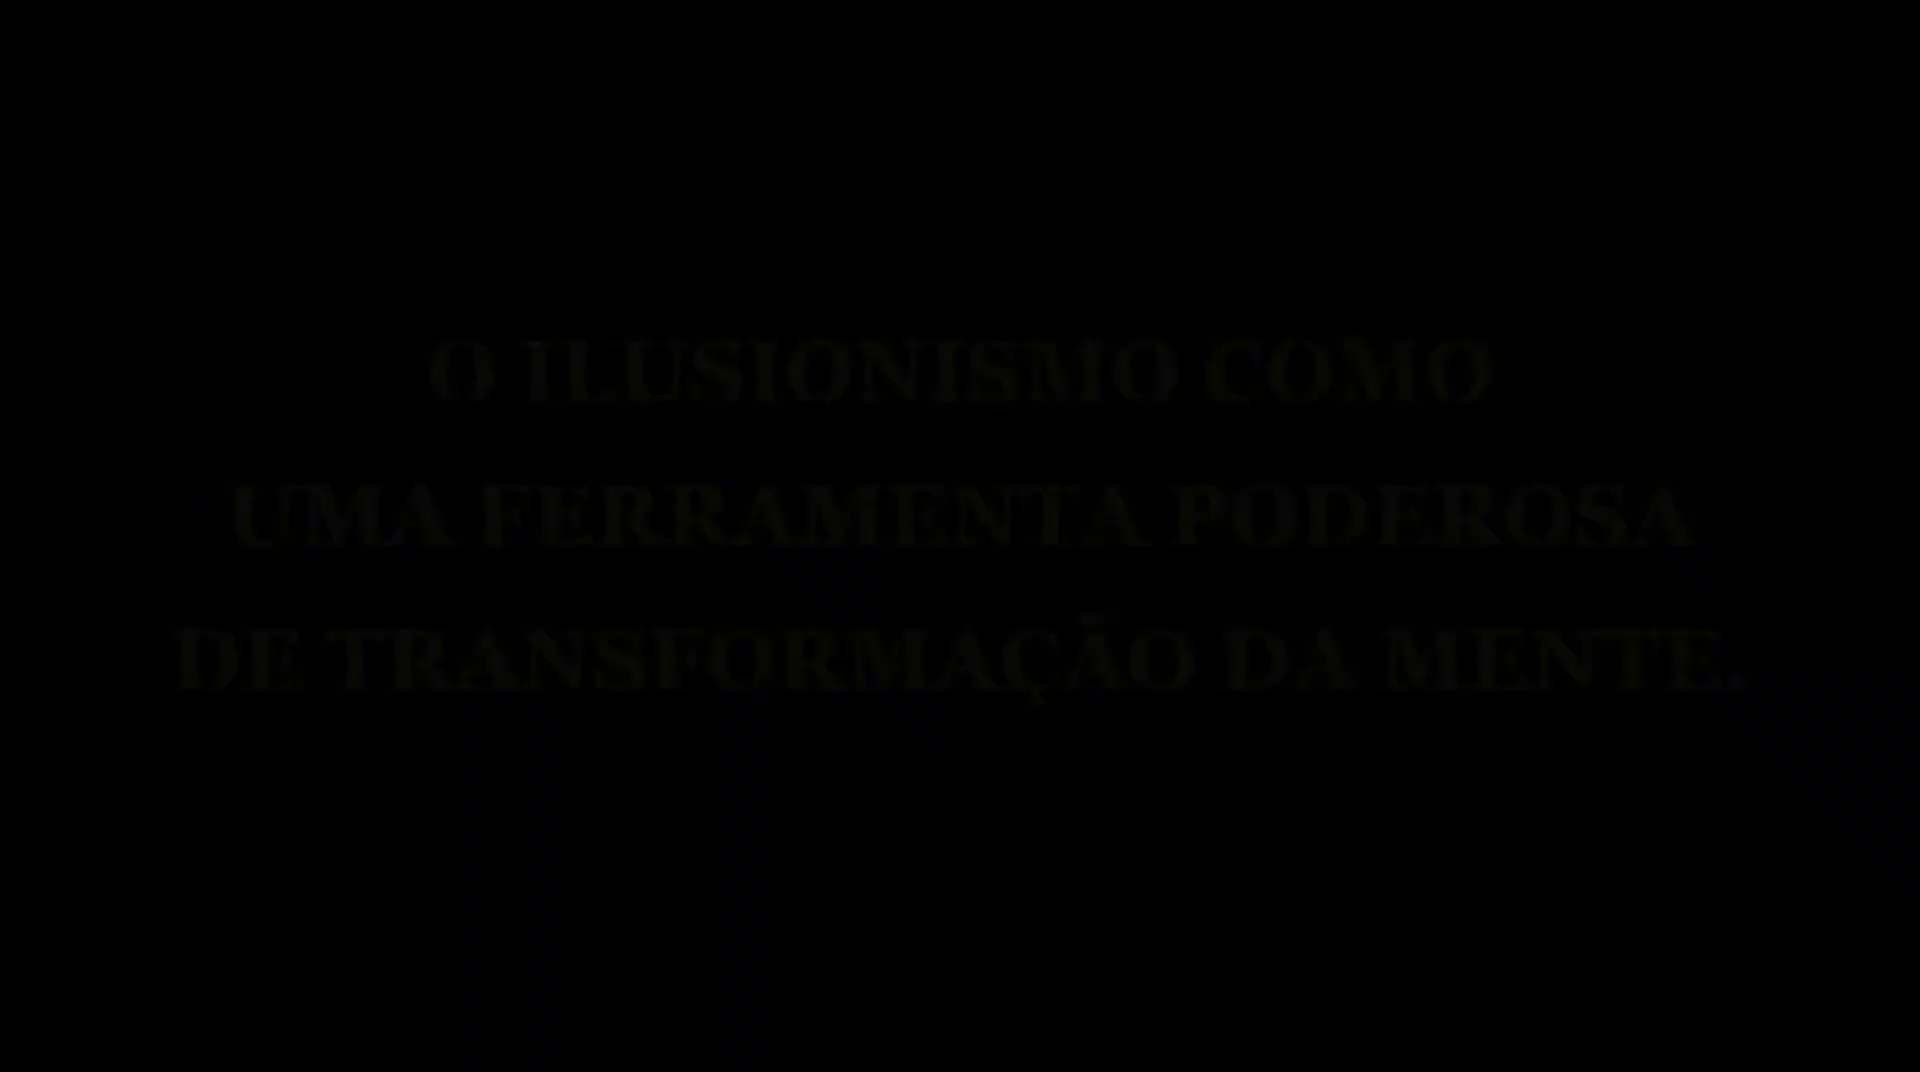 O ILUSIONISMO COMO
UMA FERRAMENTA PODEROSA
DE TRANSFORMAÇÃO DA MENTE.